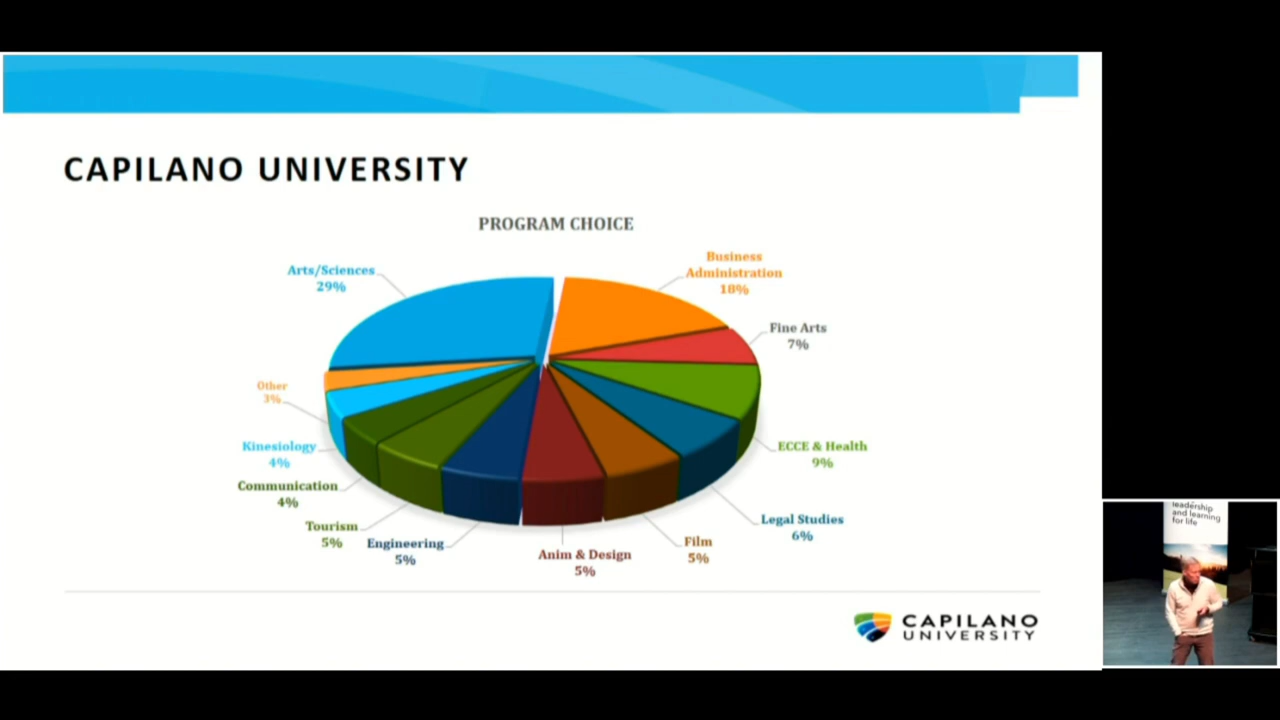 CAPILANO UNIVERSITY
PROGRAM CHOICE
Business
Administration
18%
Fine Arts
7%
ECCE & Health
9%
Legal Studies
6%
Film
5%
Anim & Design
5%
Engineering
5%
Tourism
5%
Communication
4%
Kinesiology
4%
Other
3%
Arts/Sciences
29%
CAPILANO
UNIVERSITY
leadership
and learning
for life